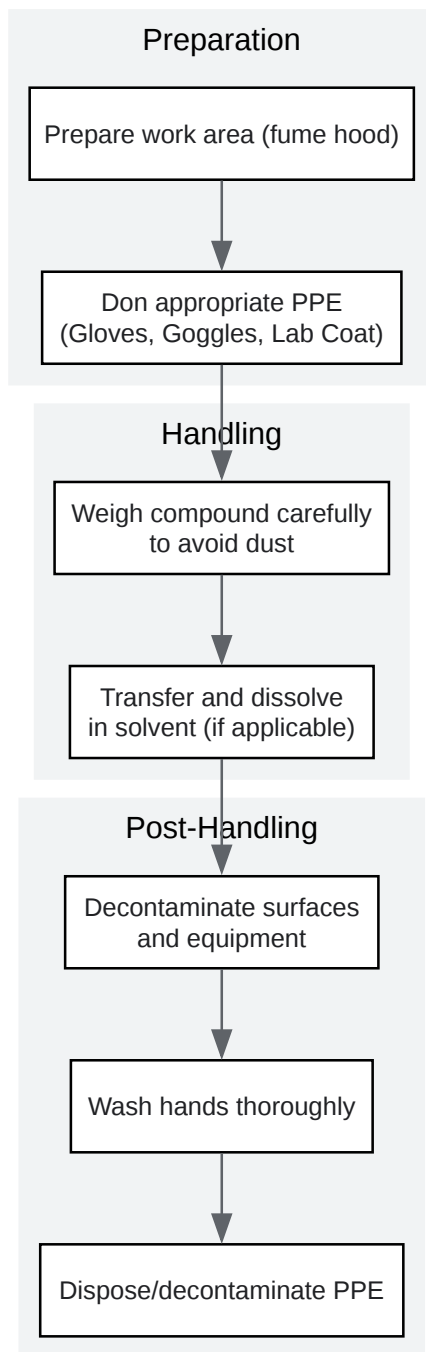 Preparation
Prepare work area (fume hood)
Don appropriate PPE
(Gloves, Goggles, Lab Coat)
Handling
Weigh compound carefully
to avoid dust
Transfer and dissolve
in solvent (if applicable)
Post-Handling
Decontaminate surfaces
and equipment
Wash hands thoroughly
Dispose/decontaminate PPE